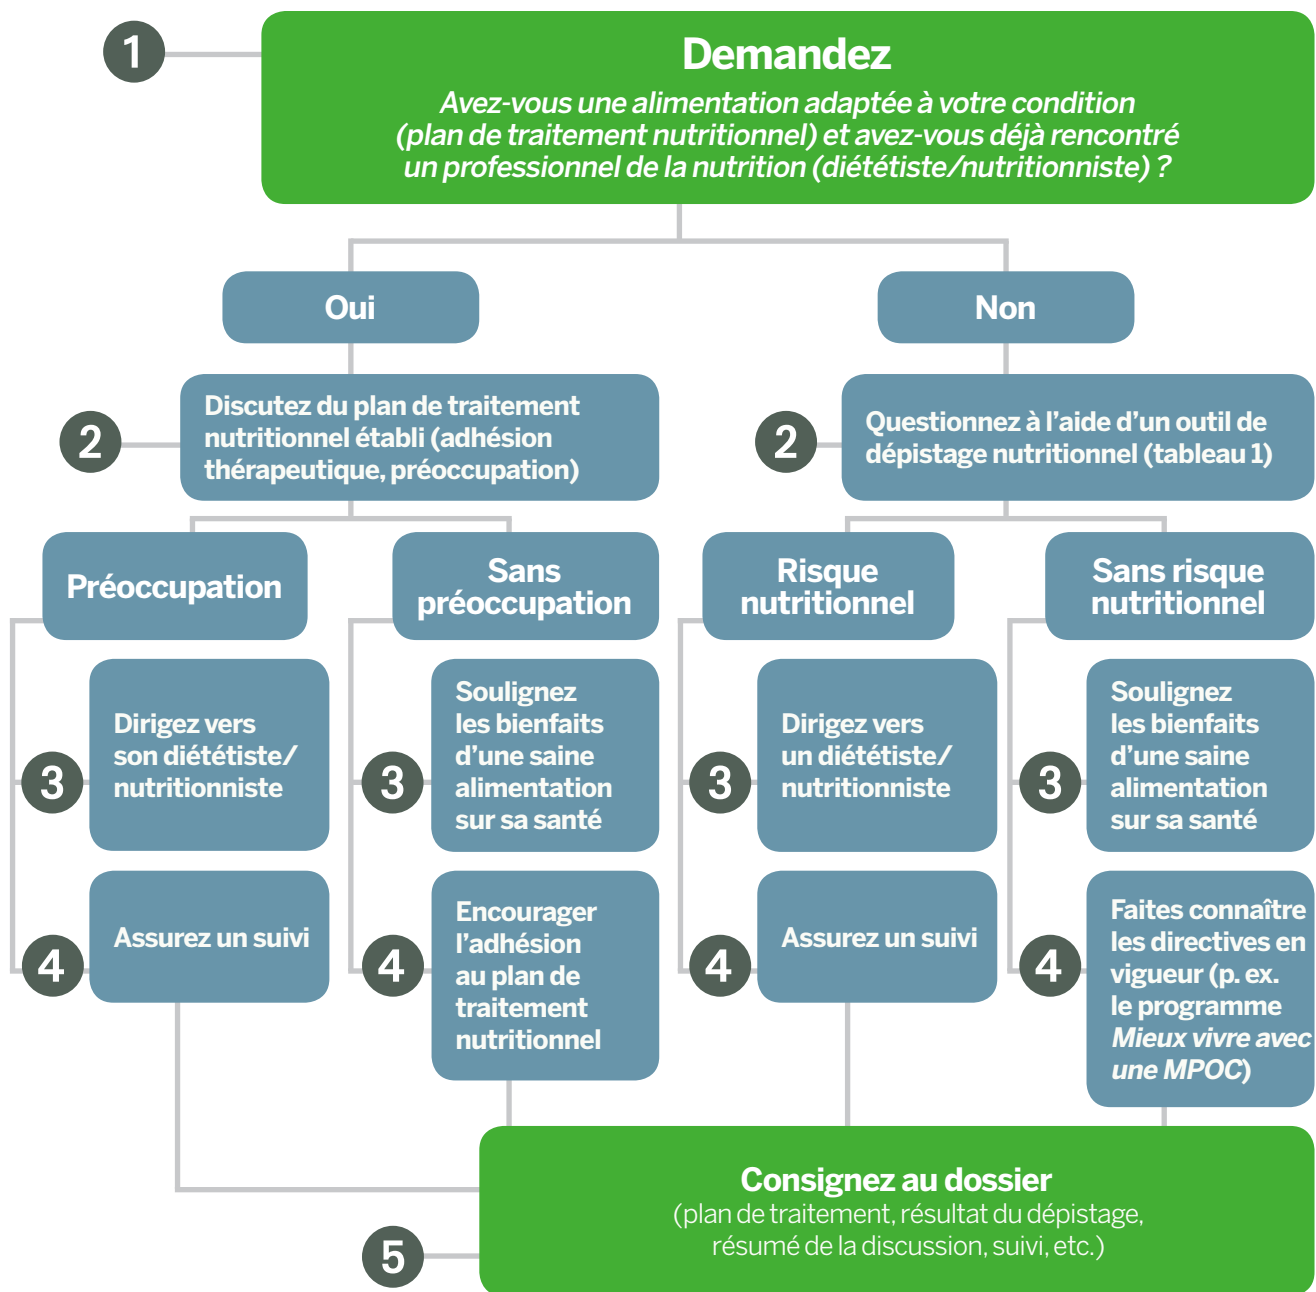 1
Demandez
Avez-vous une alimentation adaptée à votre condition
(plan de traitement nutritionnel) et avez-vous déjà rencontré
un professionnel de la nutrition (diététiste/nutritionniste) ?
Oui
Non
2
Discutez du plan de traitement
nutritionnel établi (adhésion
thérapeutique, préoccupation)
2
Questionnez à l’aide d’un outil de
dépistage nutritionnel (tableau 1)
Préoccupation
Sans
préoccupation
Risque
nutritionnel
Sans risque
nutritionnel
3
Dirigez vers
son diététiste/
nutritionniste
3
Soulignez
les bienfaits
d’une saine
alimentation
sur sa santé
3
Dirigez vers
un diététiste/
nutritionniste
3
Soulignez
les bienfaits
d’une saine
alimentation
sur sa santé
4
Assurez un suivi
4
Encourager
l’adhésion
au plan de
traitement
nutritionnel
4
Assurez un suivi
4
Faites connaître
les directives en
vigueur (p. ex.
le programme
Mieux vivre avec
une MPOC)
5
Consignez au dossier
(plan de traitement, résultat du dépistage,
résumé de la discussion, suivi, etc.)